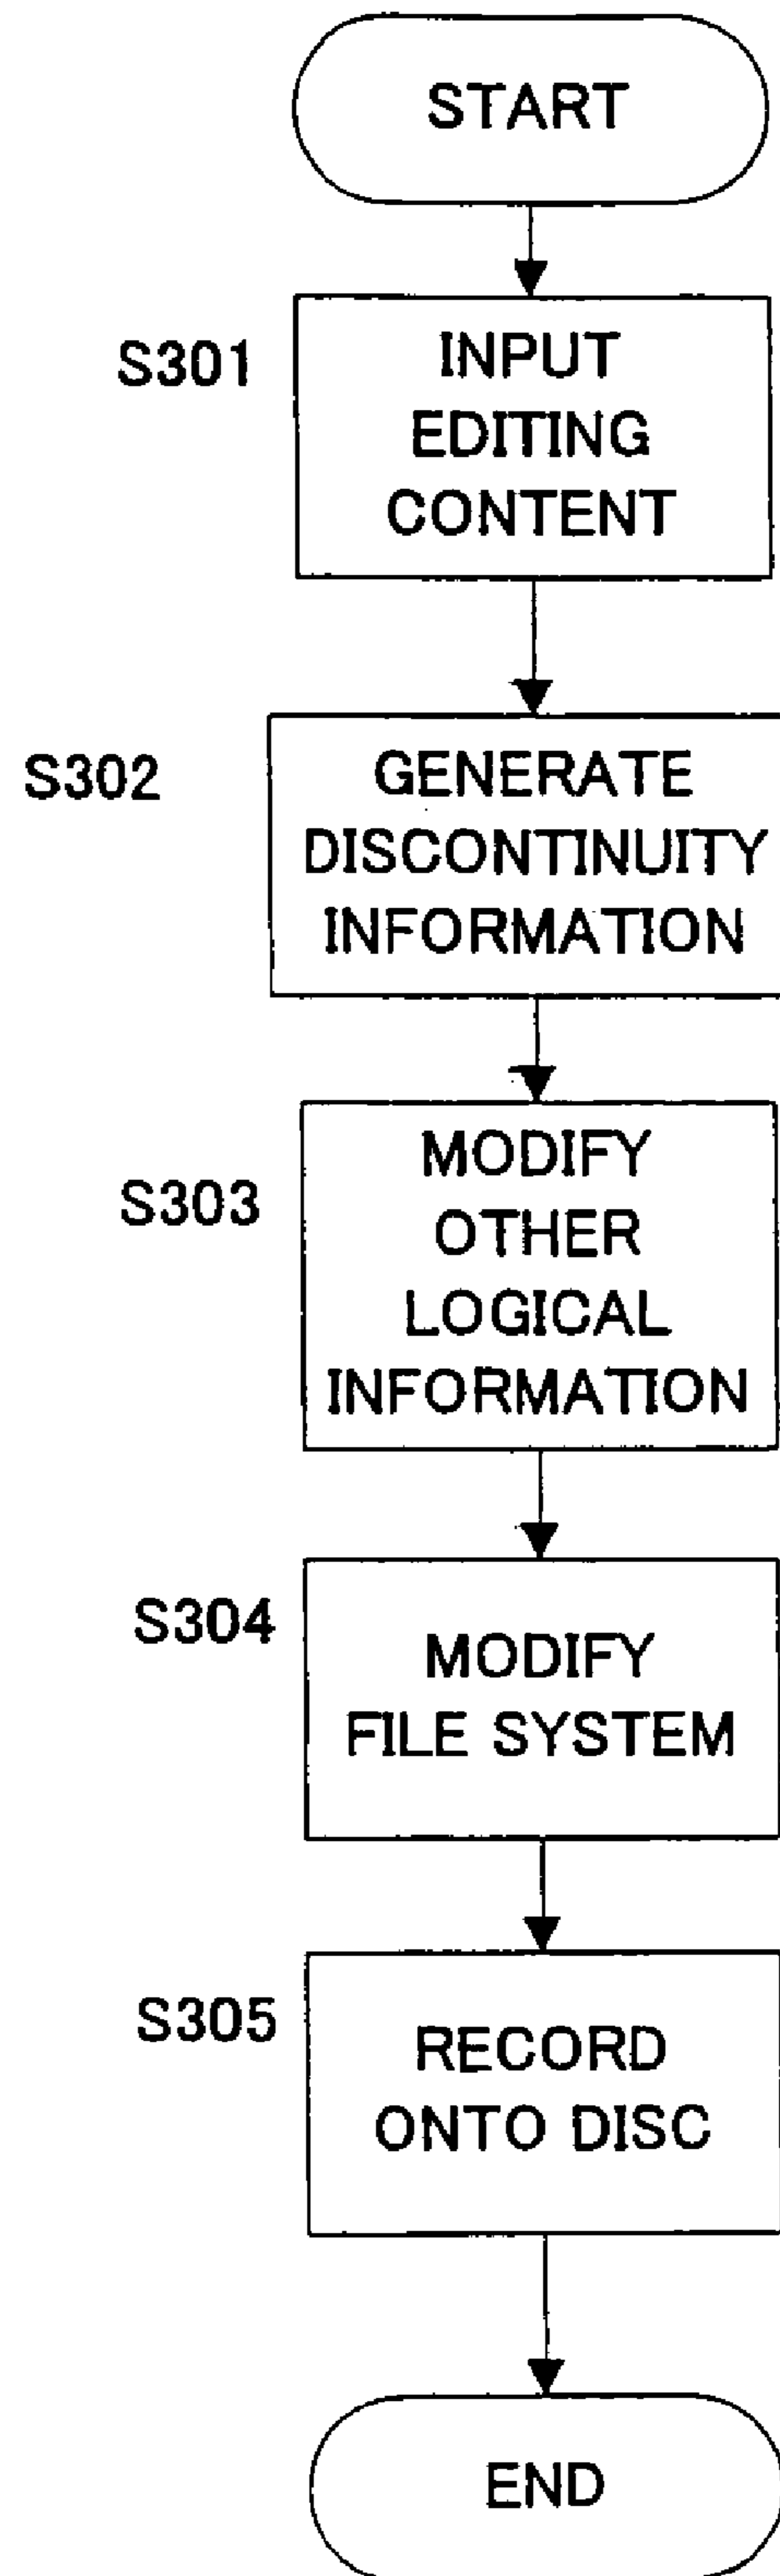 START
S301
INPUT
EDITING
CONTENT
S302
GENERATE
DISCONTINUITY
INFORMATION
S303
MODIFY
OTHER
LOGICAL
INFORMATION
S304
MODIFY
FILE SYSTEM
S305
RECORD
ONTO DISC
END